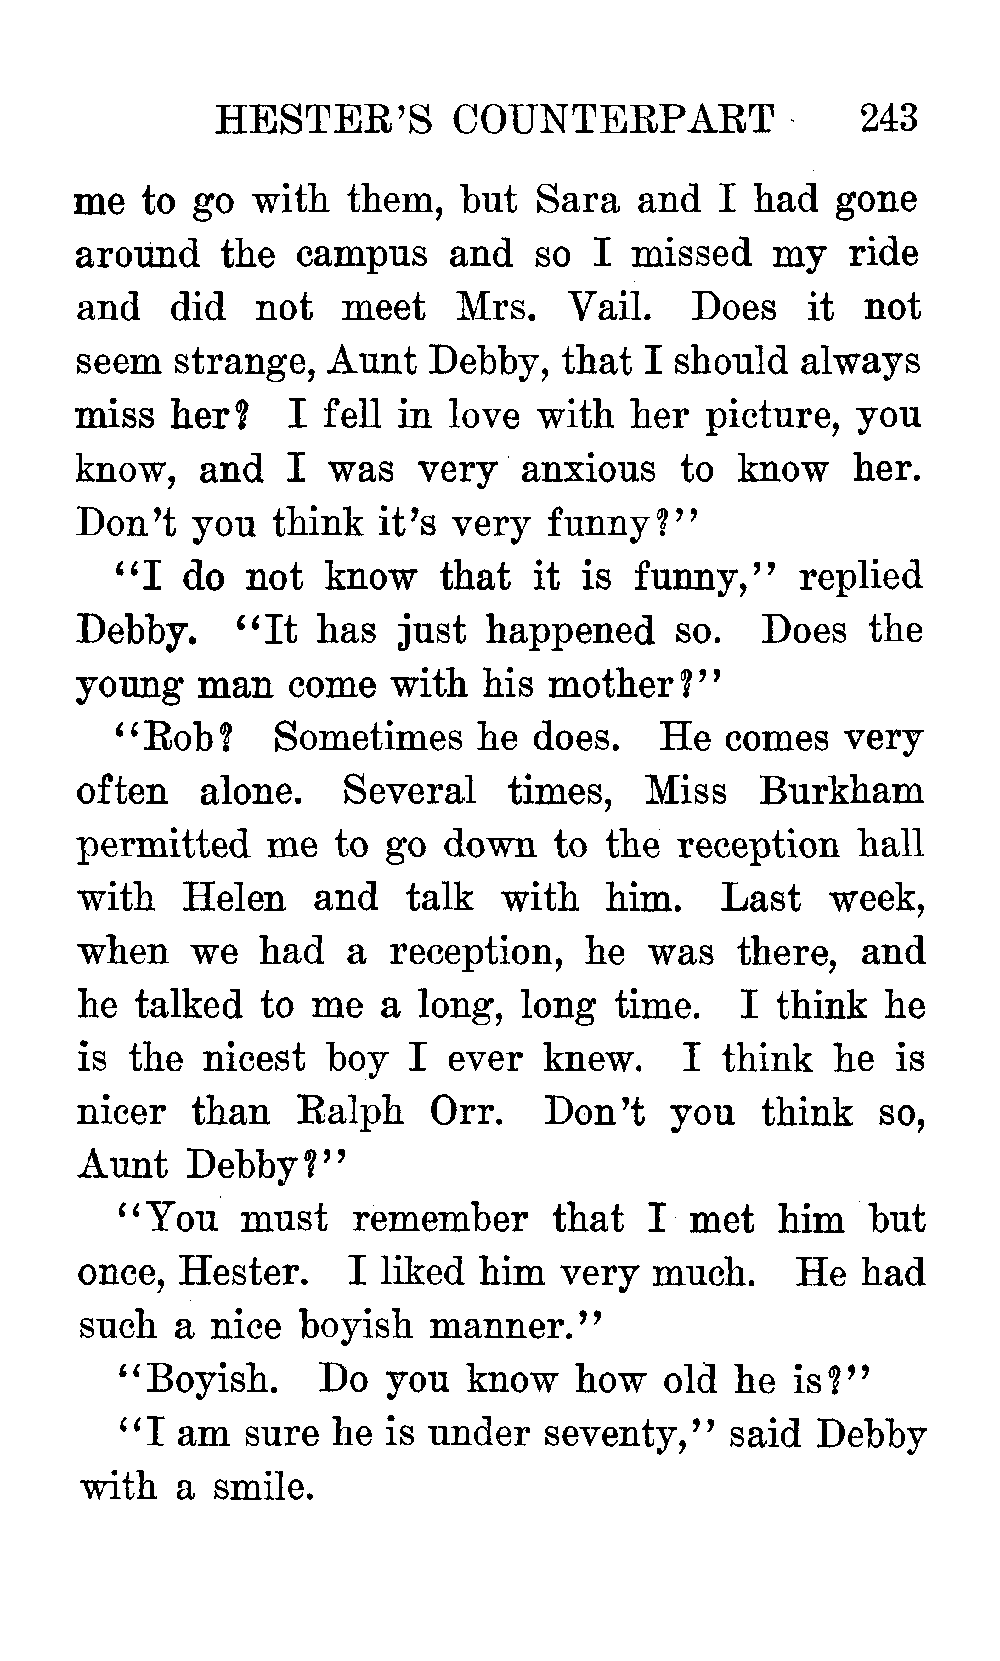 HESTER'S COUNTERPART 243
me to go with them, but Sara and I had gone
around the campus and so I missed my ride
and did not meet Mrs. Vail. Does it not
seem strange, Aunt Debby, that I should always
miss her? I fell in love with her picture, you
know, and I was very anxious to know her.
Don't you think it's very funny?"
"I do not know that it is funny," replied
Debby. "It has just happened so. Does the
young man come with his mother?"
"Rob? Sometimes he does. He comes very
often alone. Several times, Miss Burkham
permitted me to go down to the reception hall
with Helen and talk with him. Last week,
when we had a reception, he was there, and
he talked to me a long, long time. I think he
is the nicest boy I ever knew. I think he is
nicer than Ralph Orr. Don't you think so,
Aunt Debby?"
"You must remember that I met him but
once, Hester. I liked him very much. He had
such a nice boyish manner."
"Boyish. Do you know how old he is?"
"I am sure he is under seventy," said Debby
with a smile.